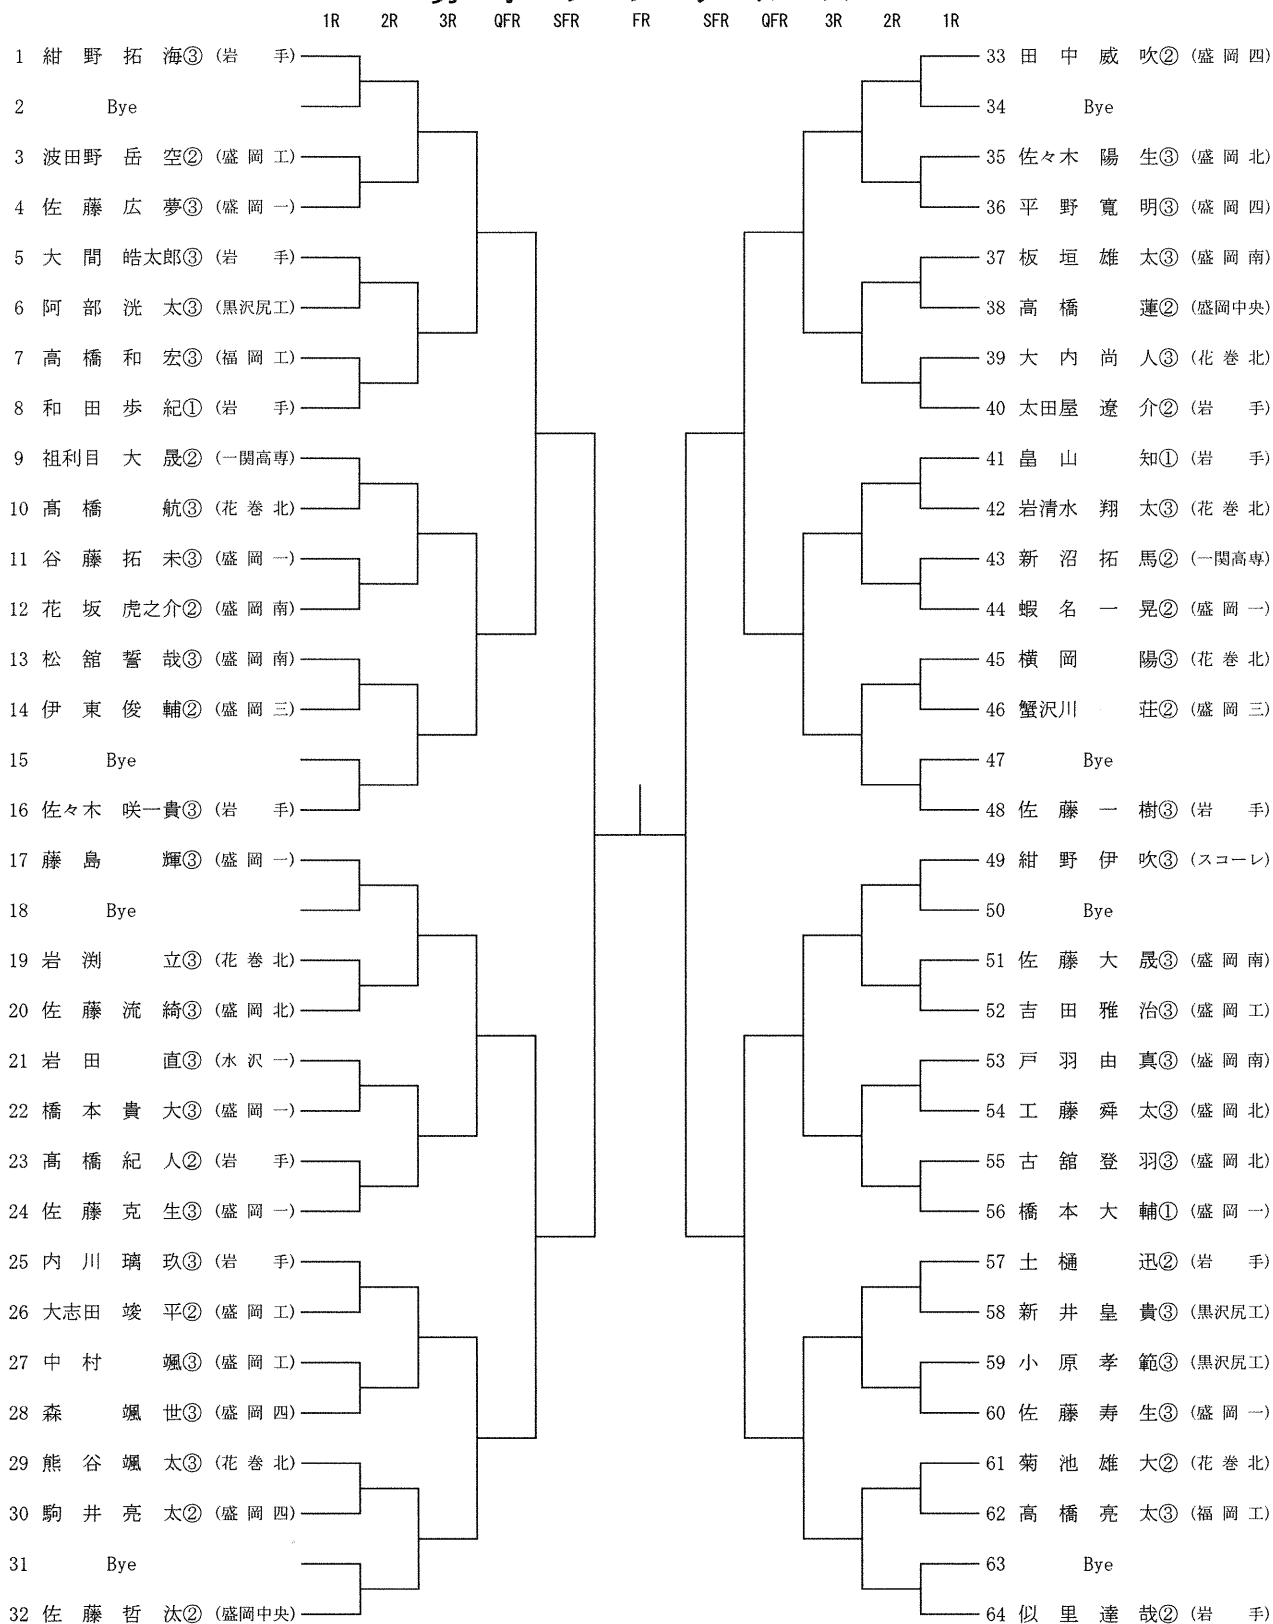 1R 2R 3R QFR SFR FR SFR QFR 3R 2R 1R
1 紺野拓海③ (岩手)
2 Bye
3 波田野岳空② (盛岡工)
4 佐藤広夢③ (盛岡一)
5 大間皓太郎③ (岩手)
6 阿部洸太③ (黒沢尻工)
7 高橋和宏③ (福岡工)
8 和田歩紀① (岩手)
9 祖利目大晟② (一関高専)
10 髙橋航③ (花巻北)
11 谷藤拓未③ (盛岡一)
12 花坂虎之介② (盛岡南)
13 松舘誓哉③ (盛岡南)
14 伊東俊輔② (盛岡三)
15 Bye
16 佐々木咲一貴③ (岩手)
17 藤島輝③ (盛岡一)
18 Bye
19 岩渕立③ (花巻北)
20 佐藤流綺③ (盛岡北)
21 岩田直③ (水沢一)
22 橋本貴大③ (盛岡一)
23 髙橋紀人② (岩手)
24 佐藤克生③ (盛岡一)
25 内川璃玖③ (岩手)
26 大志田竣平② (盛岡工)
27 中村颯③ (盛岡工)
28 森颯世③ (盛岡四)
29 熊谷颯太③ (花巻北)
30 駒井亮太② (盛岡四)
31 Bye
32 佐藤哲汰② (盛岡中央)
33 田中威吹② (盛岡四)
34 Bye
35 佐々木陽生③ (盛岡北)
36 平野寛明③ (盛岡四)
37 板垣雄太③ (盛岡南)
38 高橋蓮② (盛岡中央)
39 大内尚人③ (花巻北)
40 太田屋遼介② (岩手)
41 畠山知① (岩手)
42 岩清水翔太③ (花巻北)
43 新沼拓馬② (一関高専)
44 蝦名一晃② (盛岡一)
45 横岡陽③ (花巻北)
46 蟹沢川荘② (盛岡三)
47 Bye
48 佐藤一樹③ (岩手)
49 紺野伊吹③ (スコーレ)
50 Bye
51 佐藤大晟③ (盛岡南)
52 吉田雅治③ (盛岡工)
53 戸羽由真③ (盛岡南)
54 工藤舜太③ (盛岡北)
55 古舘登羽③ (盛岡北)
56 橋本大輔① (盛岡一)
57 土樋迅② (岩手)
58 新井皇貴③ (黒沢尻工)
59 小原孝範③ (黒沢尻工)
60 佐藤寿生③ (盛岡一)
61 菊池雄大② (花巻北)
62 高橋亮太③ (福岡工)
63 Bye
64 似里達哉② (岩手)